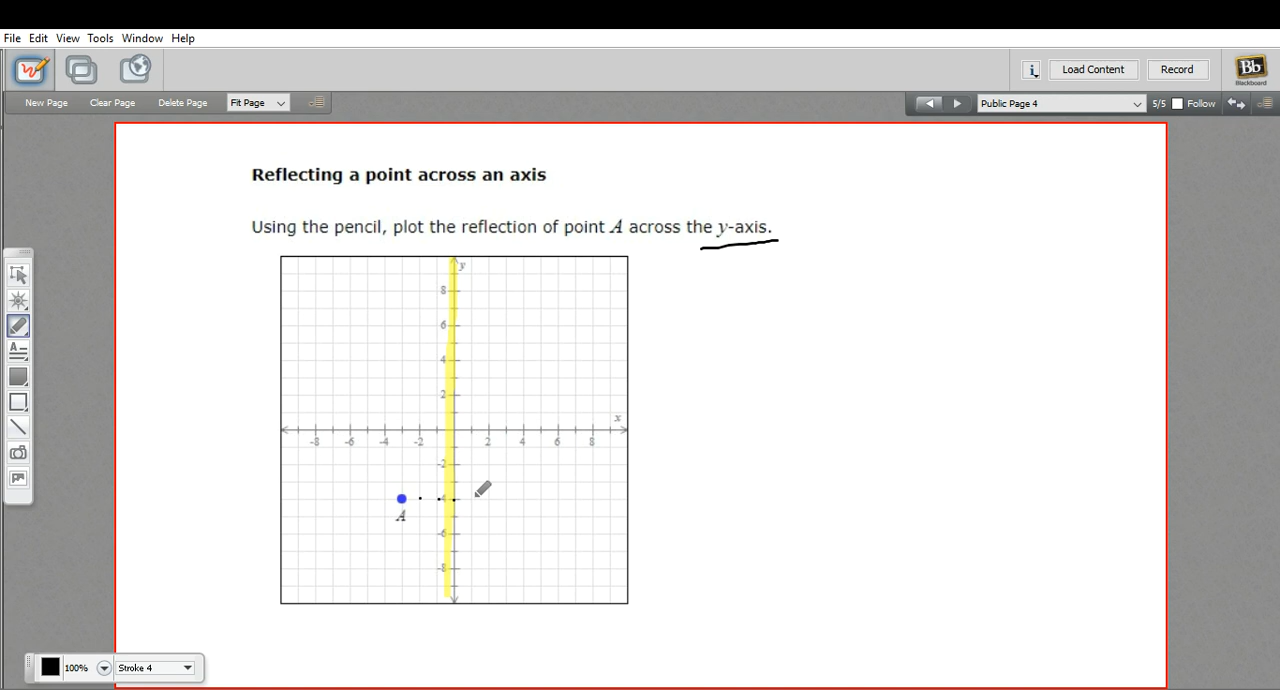 File Edit View Tools Window Help
i Load Content Record Bb
Blackboard
New Page Clear Page Delete Page Fit Page Public Page 4 5/5 Follow
Reflecting a point across an axis
Using the pencil, plot the reflection of point A across the y-axis.
y
8
6
4
2
x
-8 -6 -4 -2 2 4 6 8
-2
A
-6
-8
A
100% Stroke 4